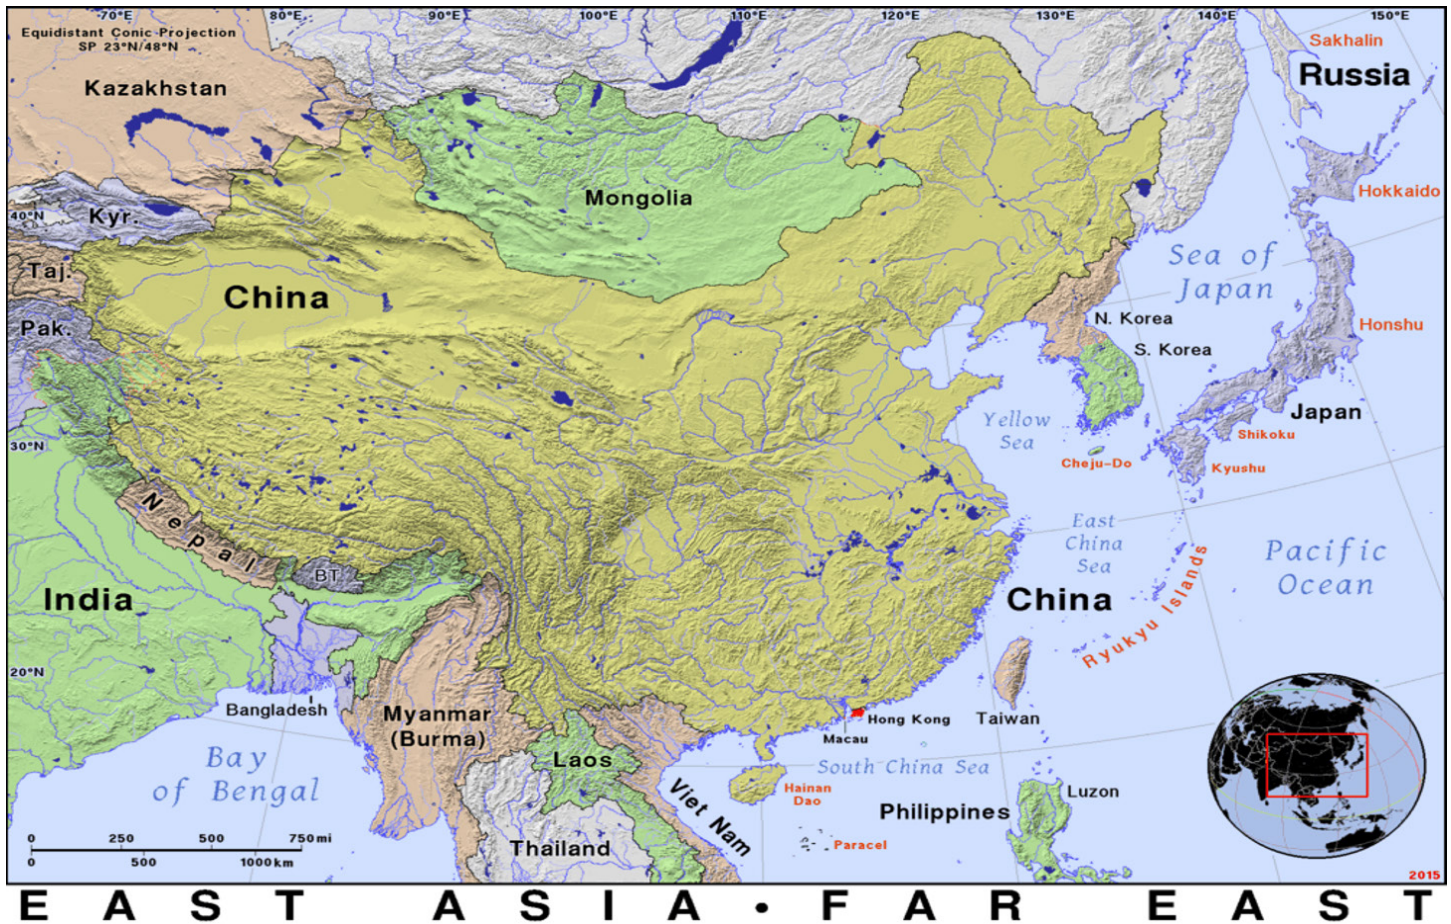 70°E 80°E 90°E 100°E 110°E 120°E 130°E 140°E 150°E
Equidistant Conic Projection
SP 23°N/48°N
Sakhalin
Russia
Kazakhstan
Mongolia
Hokkaido
40°N
Kyr.
Sea of
Japan
Taj.
China
Pak.
N. Korea
Honshu
S. Korea
Japan
Yellow
Sea
Shikoku
30°N
Cheju-Do
Kyushu
Nepal
East
China
Sea
Pacific
Ocean
BT
India
China
Ryukyu Islands
20°N
Bangladesh
Myanmar
(Burma)
Hong Kong
Taiwan
Macau
Laos
Bay
of Bengal
South China Sea
Hainan
Dao
Viet Nam
Luzon
Philippines
Paracel
Thailand
0 250 500 750 mi
0 500 1000 km
2015
EAST ASIA • FAR EAST